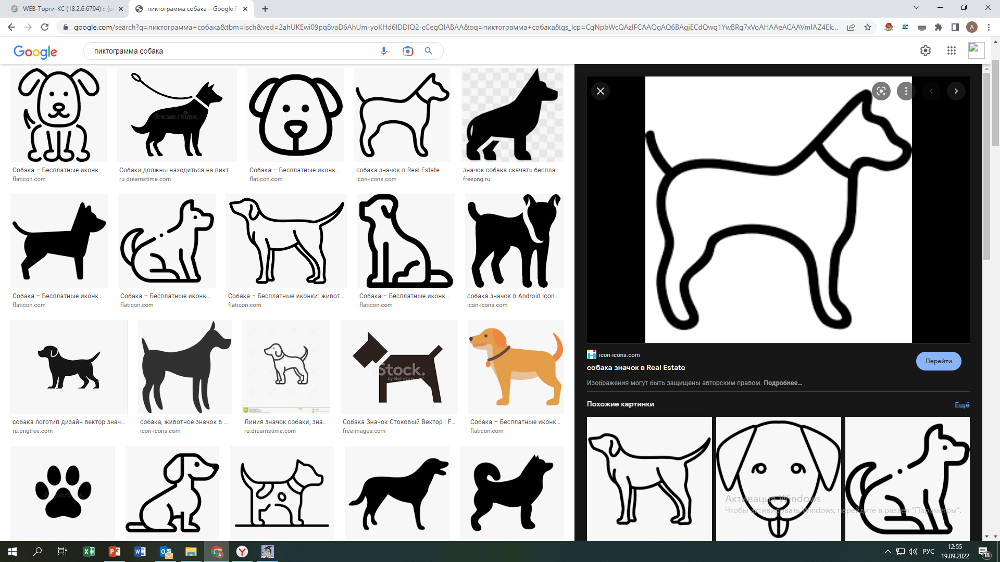 WEB-Торги-КС (18.2.6.6794) :: (о
пиктограмма собака – Google П
google.com/search?q=пиктограмма+собака&tbm=isch&ved=2ahUKEwi09pq8vaD6AhUm-yoKHd6IDDIQ2-cCegQIABAA&oq=пиктограмма+собака&gs_lcp=CgNpbWcQAzIFCAAQgAQ6BAgjECdQwg1YwBRg7xVoAHAAeACAAVmIAZ4Ek...
A
Google
пиктограмма собака
dreamstime.
Собака – Бесплатные иконк...
flaticon.com
Собаки должны находиться на пикт...
ru.dreamstime.com
Собака – Бесплатные иконк...
flaticon.com
собака значок в Real Estate
icon-icons.com
значок собака скачать беспла...
freepng.ru
Собака – Бесплатные иконк...
flaticon.com
Собака – Бесплатные иконк...
flaticon.com
Собака – Бесплатные иконки: живот...
flaticon.com
Собака – Бесплатные иконк...
flaticon.com
собака значок в Android Icon...
icon-icons.com
iStock.
by Getty Images™
собака логотип дизайн вектор знач...
ru.pngtree.com
собака, животное значок в ...
icon-icons.com
Линия значок собаки, зна...
ru.dreamstime.com
Собака Значок Стоковый Вектор | F...
freeimages.com
Собака – Бесплатные иконк...
flaticon.com
icon-icons.com
Перейти
собака значок в Real Estate
Изображения могут быть защищены авторским правом. Подробнее...
Похожие картинки
Ещё
Активация Windows
Чтобы активировать Windows, перейдите в раздел "Параметры".
РУС
12:55
19.09.2022
18